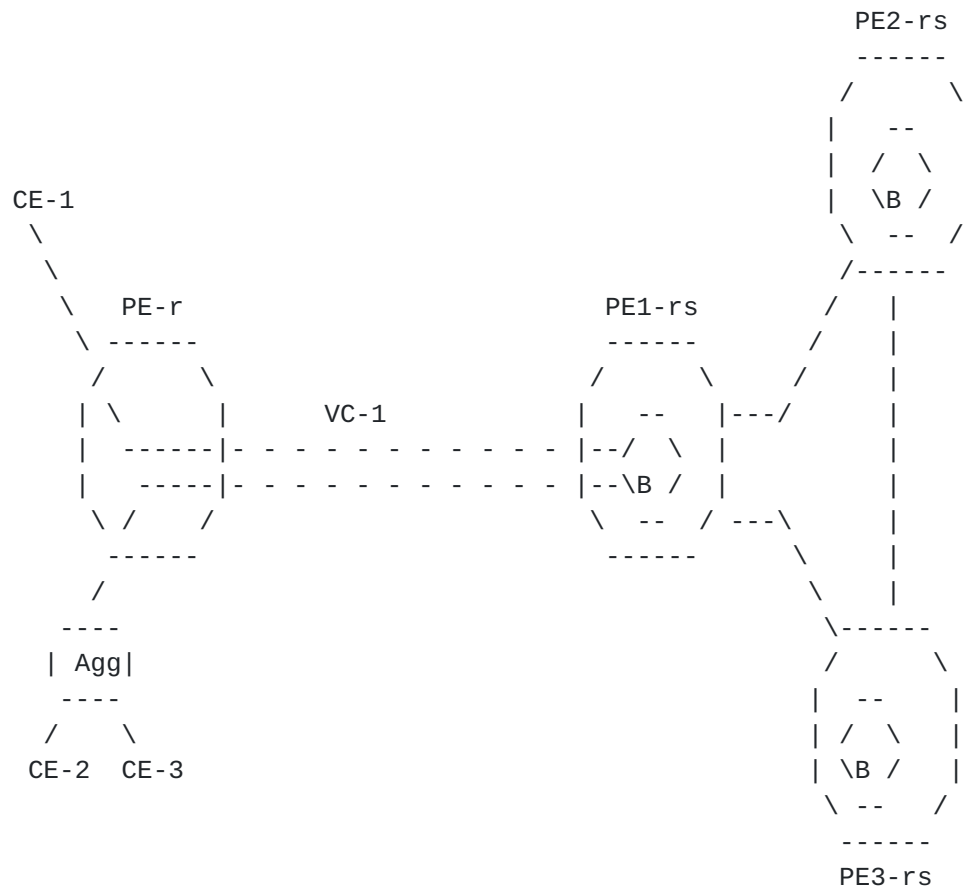 PE2-rs
CE-1
\B /
PE-r PE1-rs
VC-1
\B /
B
Agg
CE-2 CE-3
B
PE3-rs